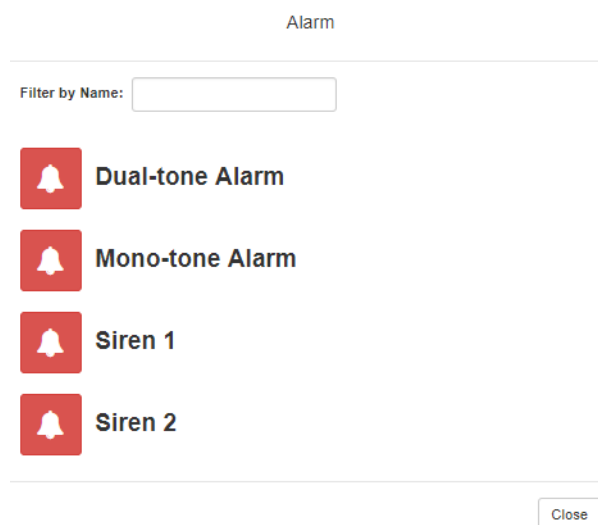 Alarm
Filter by Name:
Dual-tone Alarm
Mono-tone Alarm
Siren 1
Siren 2
Close